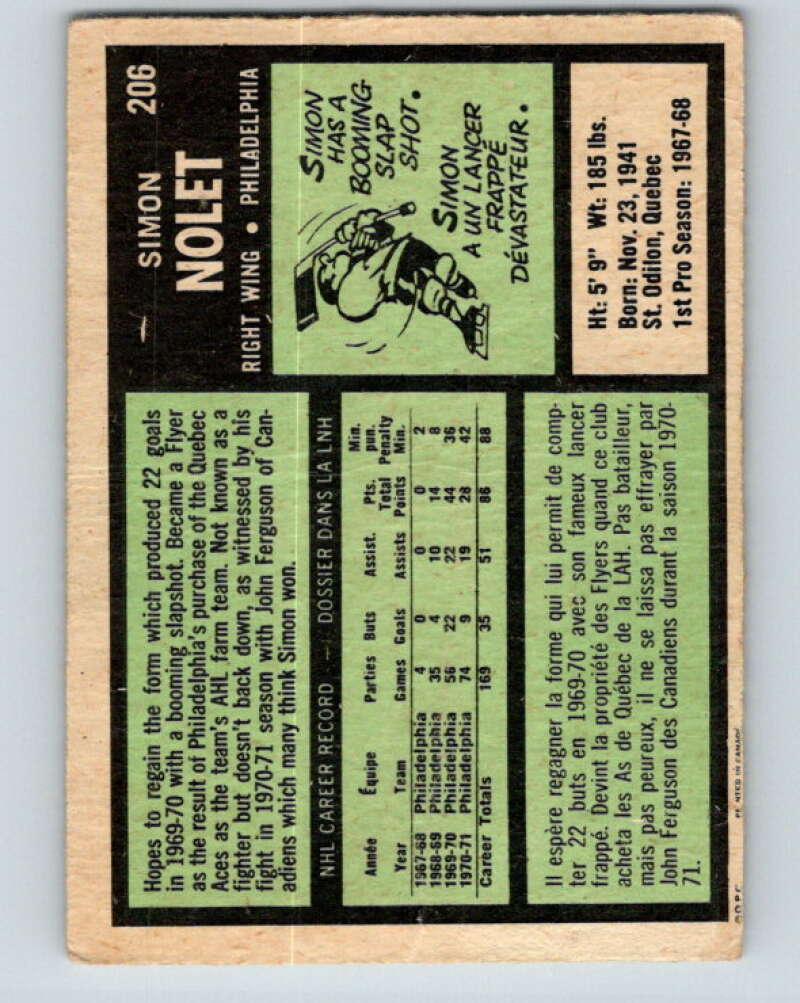 SIMON 206
NOLET
RIGHT WING • PHILADELPHIA
Hopes to regain the form which produced 22 goals
in 1969-70 with a booming slapshot. Became a Flyer
as the result of Philadelphia's purchase of the Quebec
Aces as the team's AHL farm team. Not known as a
fighter but doesn't back down, as witnessed by his
fight in 1970-71 season with John Ferguson of Can-
adiens which many think Simon won.
SIMON
HAS A
BOOMING
SLAP
SHOT.
SIMON
A UN LANCER
FRAPPÉ
DÉVASTATEUR.
NHL CAREER RECORD — DOSSIER DANS LA LNH
Année Équipe Parties Buts Assist. Pts. Total Min. pun.
Year Team Games Goals Assists Points Penalty Min.
1967-68 Philadelphia 4 0 0 0 2
1968-69 Philadelphia 35 4 10 14 8
1969-70 Philadelphia 56 22 22 44 36
1970-71 Philadelphia 74 9 19 28 42
Career Totals 169 35 51 86 88
Ht: 5' 9" Wt: 185 lbs.
Born: Nov. 23, 1941
St. Odilon, Quebec
1st Pro Season: 1967-68
Il espère regagner la forme qui lui permit de comp-
ter 22 buts en 1969-70 avec son fameux lancer
frappé. Devint la propriété des Flyers quand ce club
acheta les As de Québec de la LAH. Pas batailleur,
mais pas peureux, il ne se laissa pas effrayer par
John Ferguson des Canadiens durant la saison 1970-
71.
©O.P.C. PRINTED IN CANADA